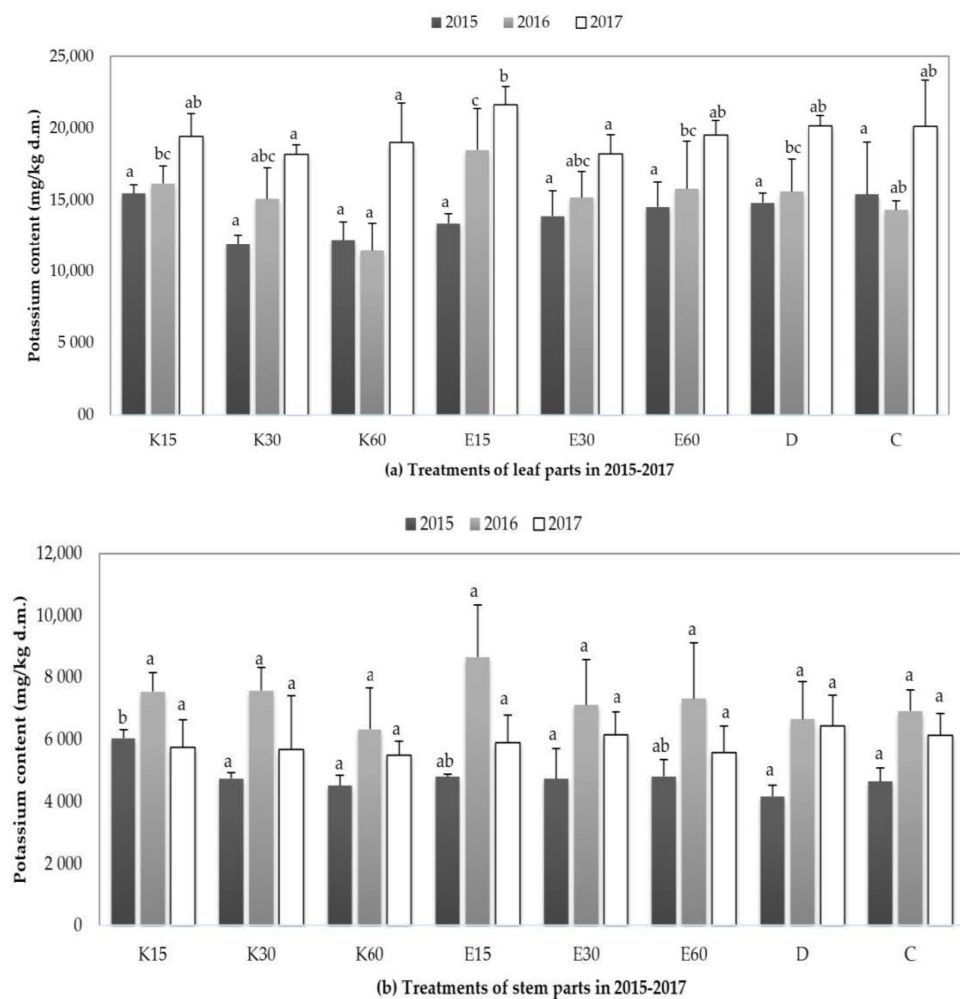 2015 2016 2017
Potassium content (mg/kg d.m.)
25,000
20,000
15,000
10,000
5 000
00
a bc ab
a abc a
a a a
a c b
a abc a
a bc ab
a bc ab
a ab ab
K15 K30 K60 E15 E30 E60 D C
(a) Treatments of leaf parts in 2015-2017
2015 2016 2017
Potassium content (mg/kg d.m.)
12,000
10,000
8 000
6 000
4 000
2 000
0
b a a
a a a
a a a
ab a a
a a a
ab a a
a a a
a a a
K15 K30 K60 E15 E30 E60 D C
(b) Treatments of stem parts in 2015-2017